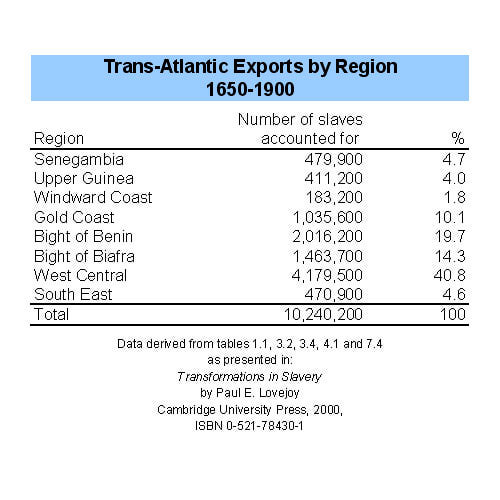 Trans-Atlantic Exports by Region
1650-1900
Number of slaves
Region accounted for %
Senegambia 479,900 4.7
Upper Guinea 411,200 4.0
Windward Coast 183,200 1.8
Gold Coast 1,035,600 10.1
Bight of Benin 2,016,200 19.7
Bight of Biafra 1,463,700 14.3
West Central 4,179,500 40.8
South East 470,900 4.6
Total 10,240,200 100
Data derived from tables 1.1, 3.2, 3.4, 4.1 and 7.4
as presented in:
Transformations in Slavery
by Paul E. Lovejoy
Cambridge University Press, 2000,
ISBN 0-521-78430-1